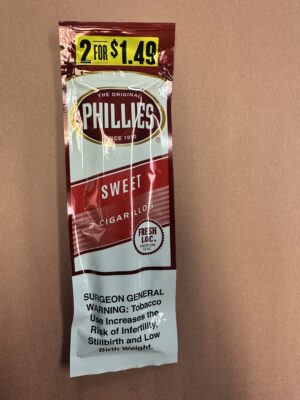 2 FOR $1.49
THE ORIGINAL
PHILLIES
SINCE 1910
®
SWEET
2 CIGARILLOS
FRESH
LOC
SURGEON GENERAL
WARNING: Tobacco
Use Increases the
Risk of Infertility,
Stillbirth and Low
Birth Weight.